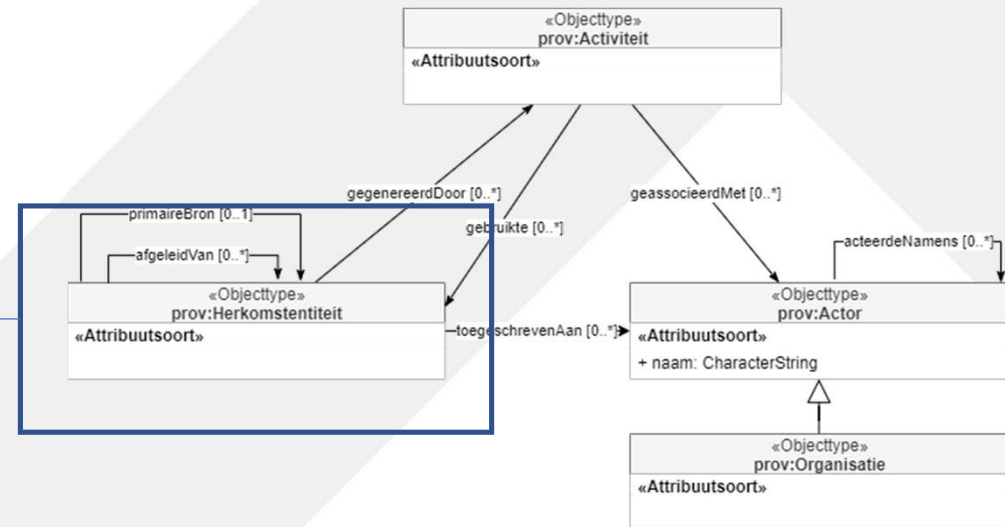 «Objecttype»
prov:Activiteit
«Attribuutsoort»
gegenereerdDoor [0..*]
geassocieerdMet [0..*]
primaireBron [0..1]
gebruikte [0..*]
acteerdeNamens [0..*]
afgeleidVan [0..*]
«Objecttype»
prov:Herkomstentiteit
«Attribuutsoort»
toegeschrevenAan [0..*]
«Objecttype»
prov:Actor
«Attribuutsoort»
+ naam: CharacterString
«Objecttype»
prov:Organisatie
«Attribuutsoort»